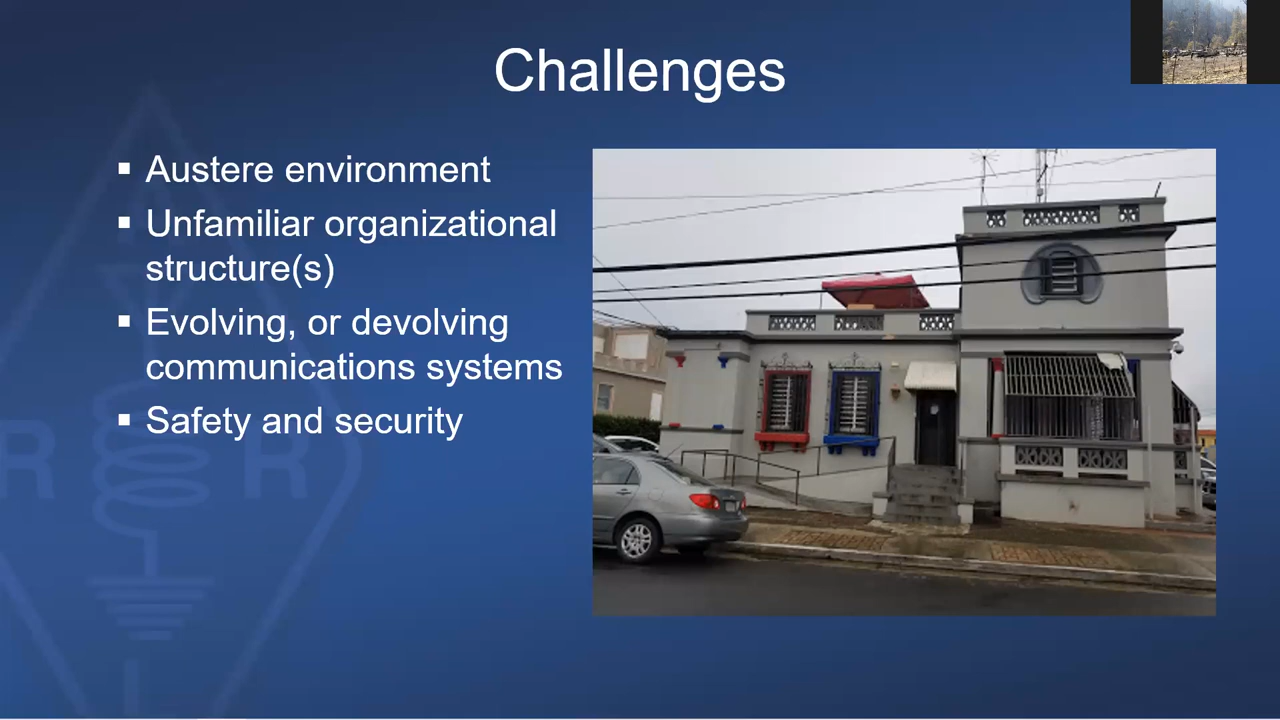 Challenges
▪ Austere environment
▪ Unfamiliar organizational
structure(s)
▪ Evolving, or devolving
communications systems
▪ Safety and security
R R